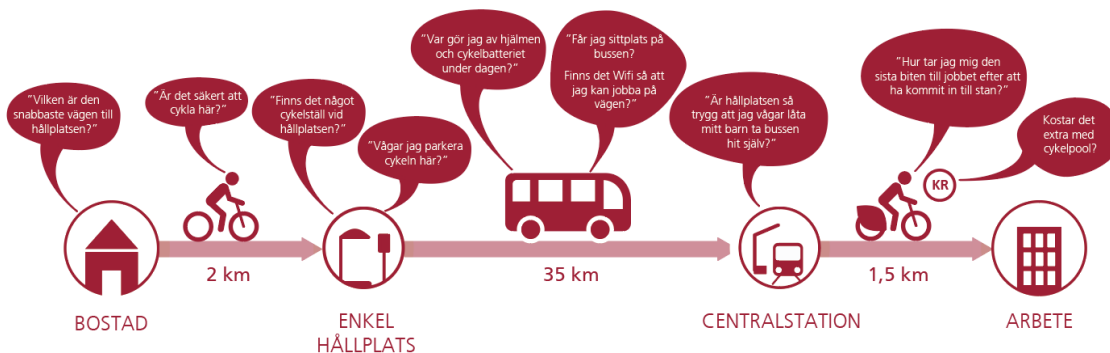 ”Vilken är den
snabbaste vägen till
hållplatsen?”
”Är det säkert att
cykla här?”
”Finns det något
cykelställ vid
hållplatsen?”
”Vågar jag parkera
cykeln här?”
”Var gör jag av hjälmen
och cykelbatteriet
under dagen?”
”Får jag sittplats på
bussen?
Finns det Wifi så att
jag kan jobba på
vägen?”
”Är hållplatsen så
trygg att jag vågar låta
mitt barn ta bussen
hit själv?”
”Hur tar jag mig den
sista biten till jobbet efter att
ha kommit in till stan?”
Kostar det
extra med
cykelpool?
KR
2 km
35 km
1,5 km
BOSTAD
ENKEL
HÅLLPLATS
CENTRALSTATION
ARBETE